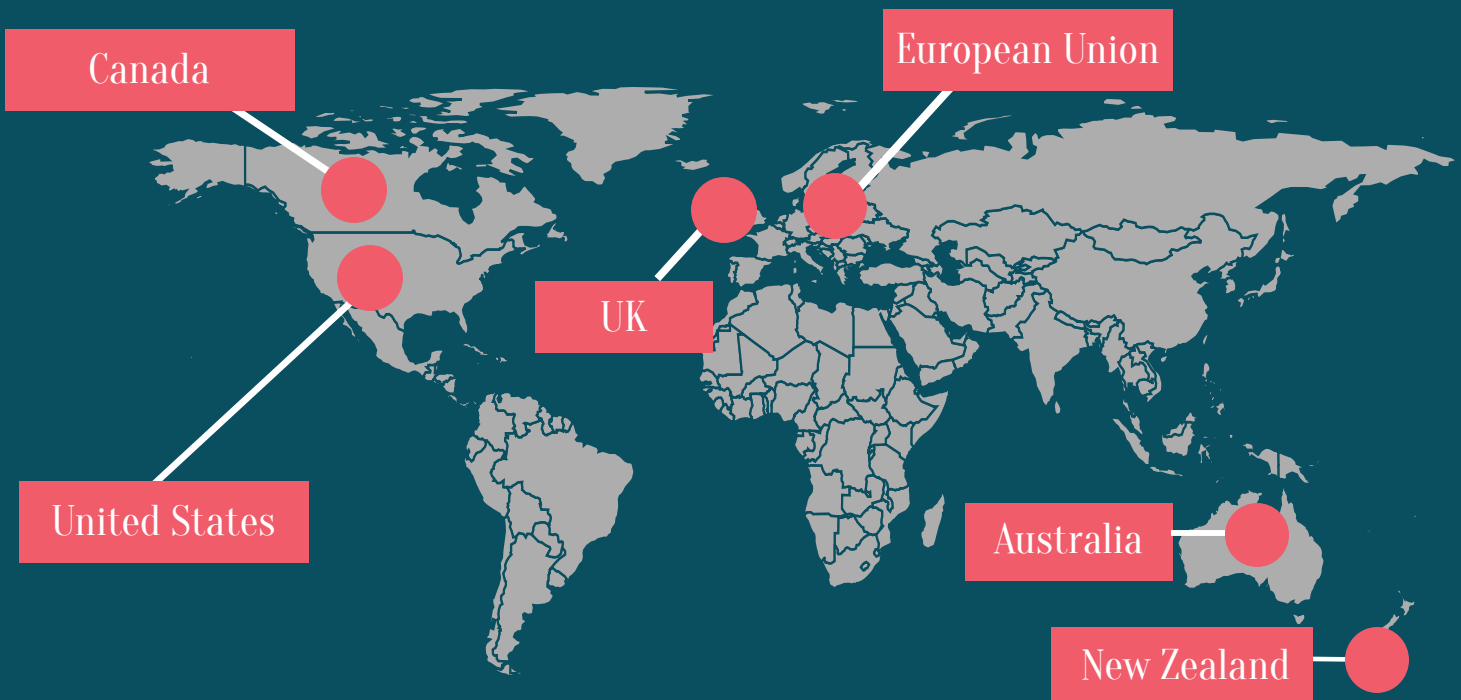 Canada
European Union
UK
United States
Australia
New Zealand